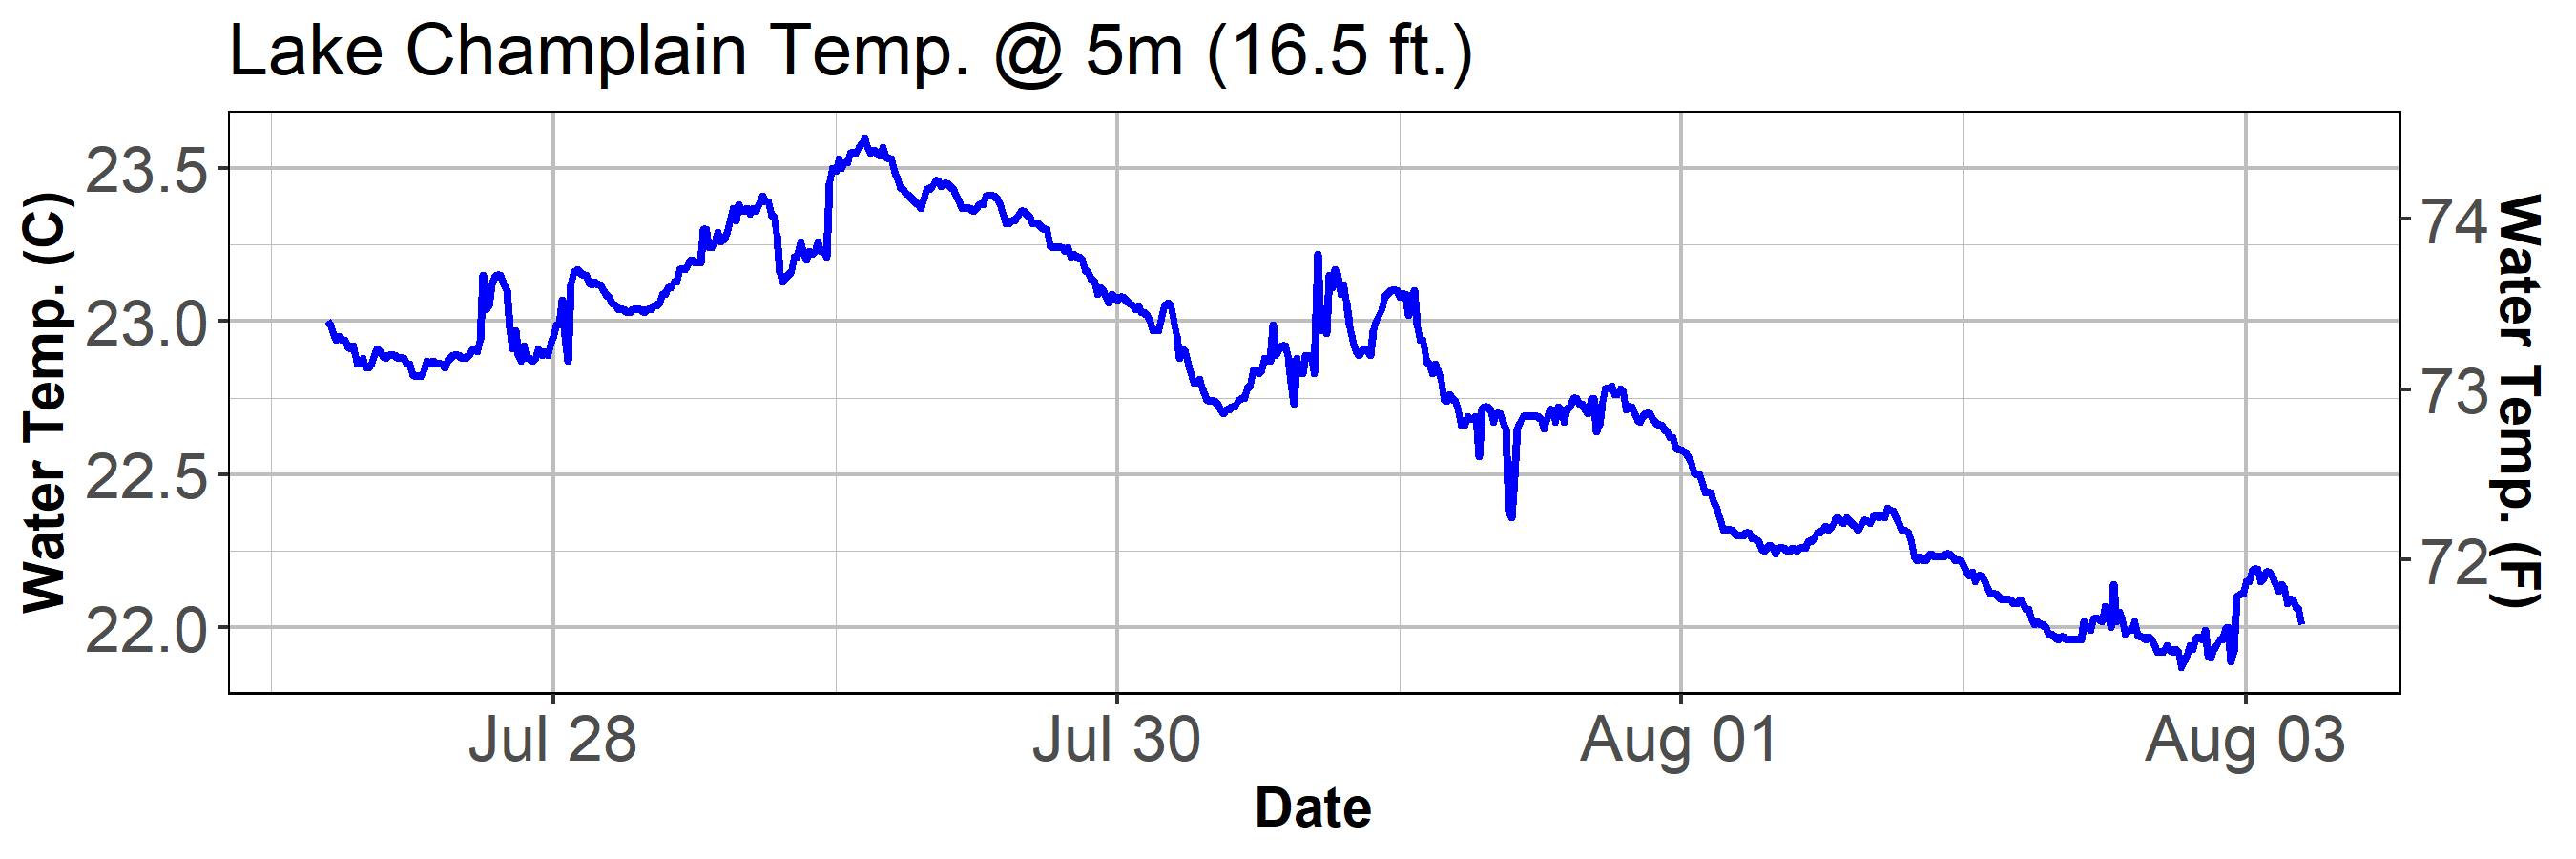 Lake Champlain Temp. @ 5m (16.5 ft.)
Water Temp. (C)
23.5
23.0
22.5
22.0
74
73
72
Water Temp. (F)
Jul 28
Jul 30
Aug 01
Aug 03
Date